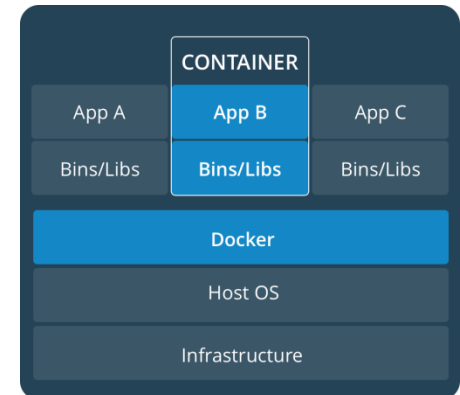 CONTAINER
App A App B App C
Bins/Libs Bins/Libs Bins/Libs
Docker
Host OS
Infrastructure